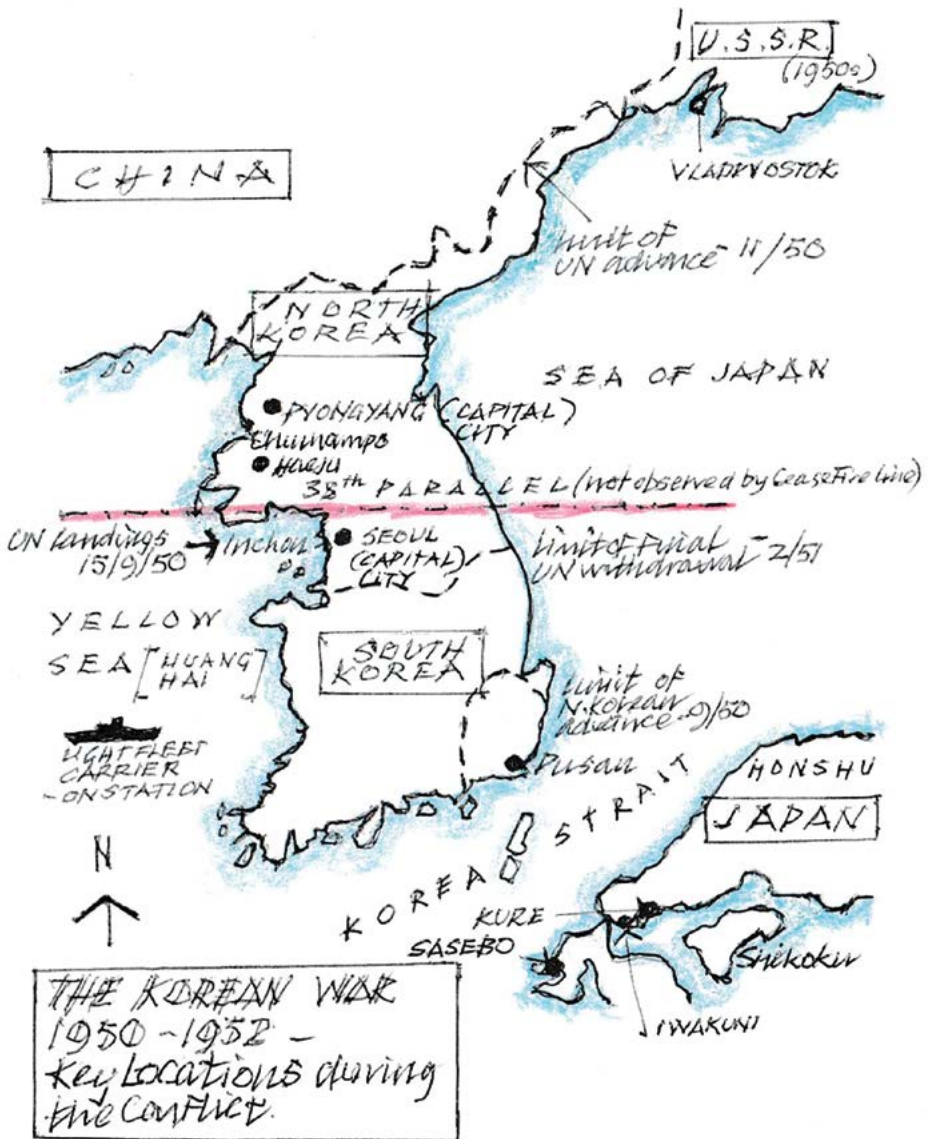 U.S.S.R.
(1950s)
CHINA
VLADIVOSTOK
limit of
UN advance - 11/50
NORTH
KOREA
SEA OF JAPAN
PYONGYANG (CAPITAL)
CITY
Chinnampo
Haeju
38th PARALLEL (not observed by Cease Fire line)
UN Landings
15/9/50
Inchon
SEOUL
(CAPITAL)
CITY
Limit of Final
UN withdrawal - 2/51
YELLOW
SEA [HUANG
HAI]
SOUTH
KOREA
Limit of
N. Korean
advance - 9/50
LIGHT FLEET
CARRIER
- ON STATION
Pusan
HONSHU
JAPAN
KOREA STRAIT
N
KURE
SASEBO
Shikoku
IWAKUNI
THE KOREAN WAR
1950 - 1952 -
Key Locations during
the Conflict.